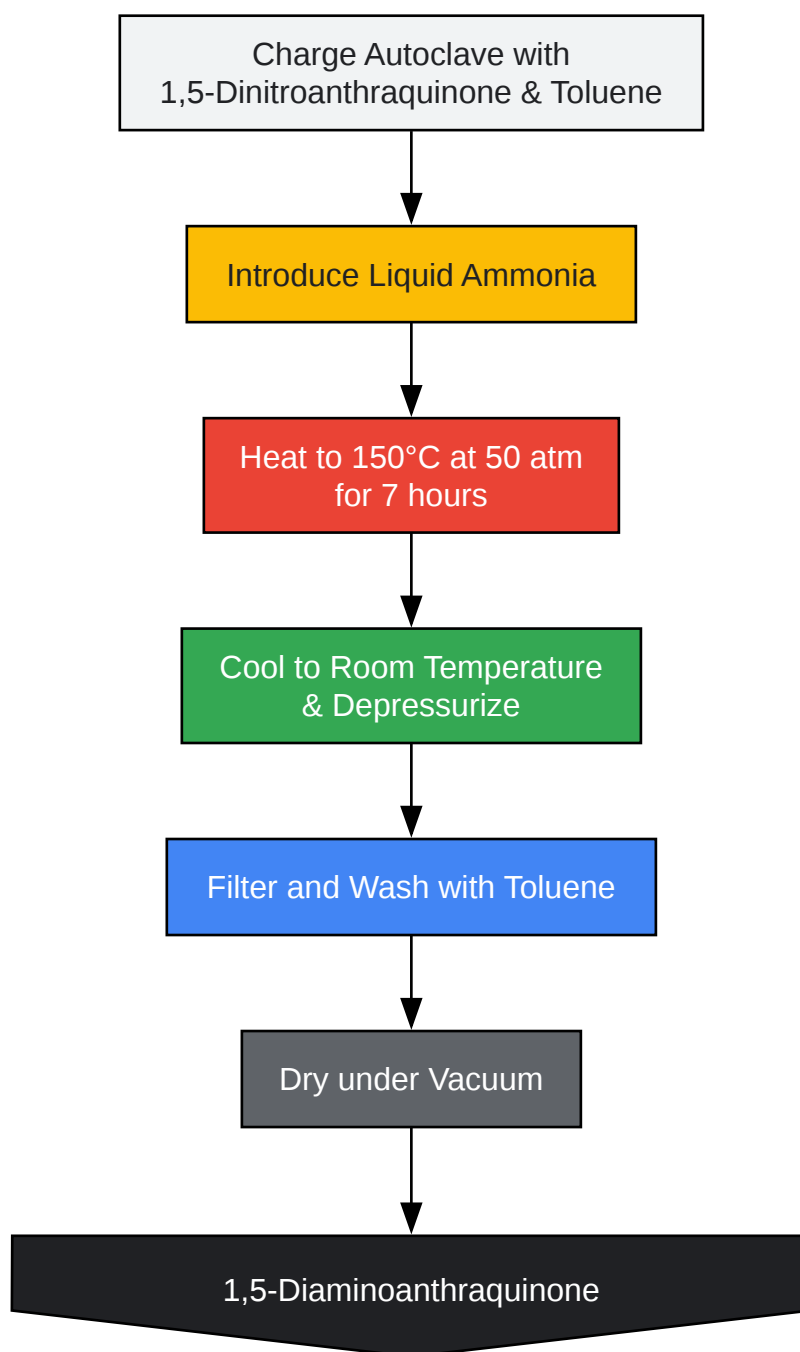 Charge Autoclave with
1,5-Dinitroanthraquinone & Toluene
Introduce Liquid Ammonia
Heat to 150°C at 50 atm
for 7 hours
Cool to Room Temperature
& Depressurize
Filter and Wash with Toluene
Dry under Vacuum
1,5-Diaminoanthraquinone